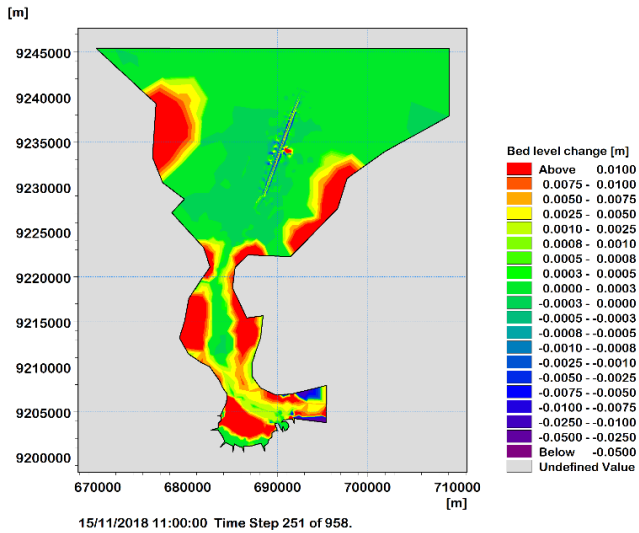 [m]
9245000
9240000
9235000
9230000
9225000
9220000
9215000
9210000
9205000
9200000
670000 680000 690000 700000 710000
[m]
15/11/2018 11:00:00 Time Step 251 of 958.
Bed level change [m]
Above 0.0100
0.0075 - 0.0100
0.0050 - 0.0075
0.0025 - 0.0050
0.0010 - 0.0025
0.0008 - 0.0010
0.0005 - 0.0008
0.0003 - 0.0005
0.0000 - 0.0003
-0.0003 - 0.0000
-0.0005 - -0.0003
-0.0008 - -0.0005
-0.0010 - -0.0008
-0.0025 - -0.0010
-0.0050 - -0.0025
-0.0075 - -0.0050
-0.0100 - -0.0075
-0.0250 - -0.0100
-0.0500 - -0.0250
Below -0.0500
Undefined Value